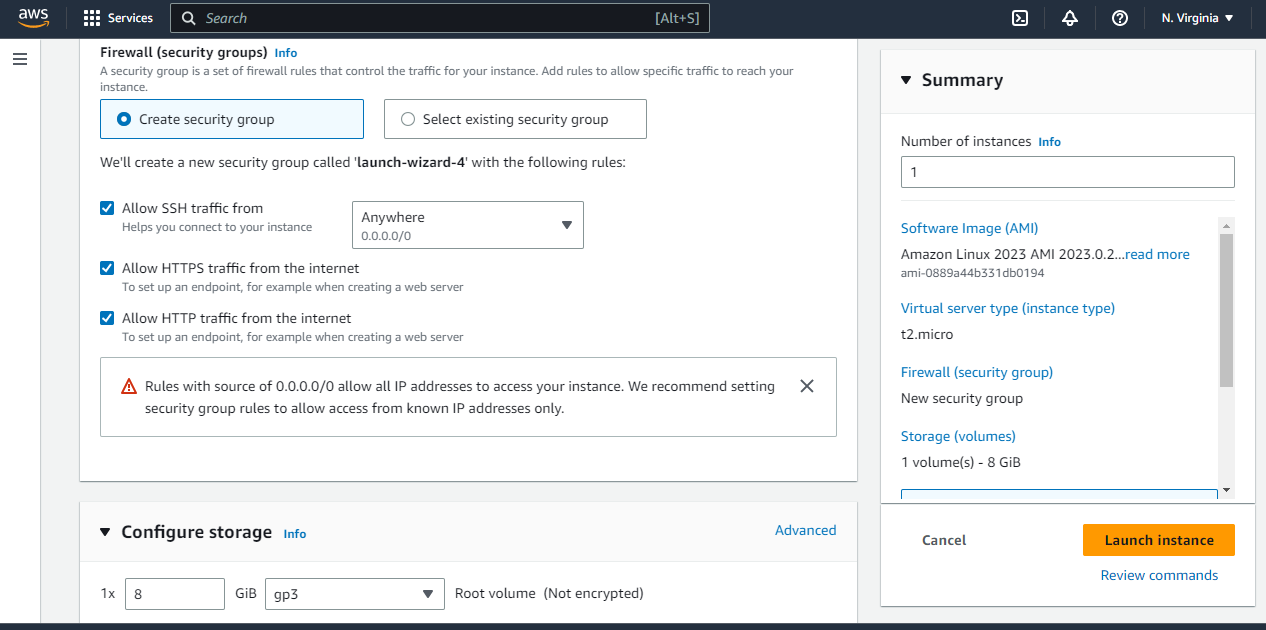 aws
Services
Search
[Alt+S]
N. Virginia
Firewall (security groups) Info
A security group is a set of firewall rules that control the traffic for your instance. Add rules to allow specific traffic to reach your
instance.
Create security group
Select existing security group
We'll create a new security group called 'launch-wizard-4' with the following rules:
Allow SSH traffic from
Helps you connect to your instance
Anywhere
0.0.0.0/0
Allow HTTPS traffic from the internet
To set up an endpoint, for example when creating a web server
Allow HTTP traffic from the internet
To set up an endpoint, for example when creating a web server
Rules with source of 0.0.0.0/0 allow all IP addresses to access your instance. We recommend setting
security group rules to allow access from known IP addresses only.
Configure storage Info
Advanced
1x 8 GiB gp3 Root volume (Not encrypted)
Summary
Number of instances Info
1
Software Image (AMI)
Amazon Linux 2023 AMI 2023.0.2...read more
ami-0889a44b331db0194
Virtual server type (instance type)
t2.micro
Firewall (security group)
New security group
Storage (volumes)
1 volume(s) - 8 GiB
Cancel
Launch instance
Review commands